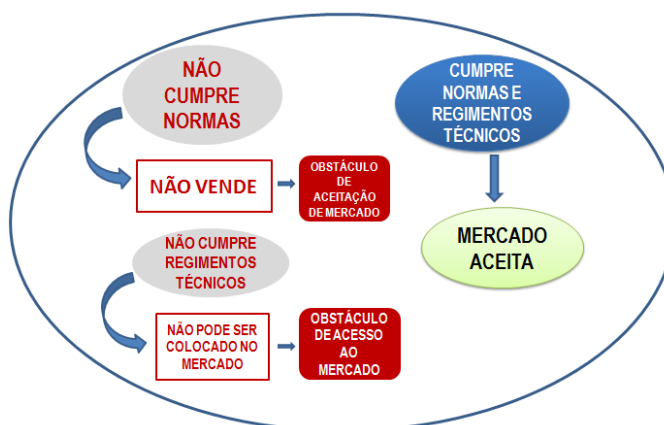 NÃO
CUMPRE
NORMAS
NÃO VENDE
OBSTÁCULO
DE
ACEITAÇÃO
DE MERCADO
NÃO CUMPRE
REGIMENTOS
TÉCNICOS
NÃO PODE SER
COLOCADO NO
MERCADO
OBSTÁCULO
DE ACESSO
AO
MERCADO
CUMPRE
NORMAS E
REGIMENTOS
TÉCNICOS
MERCADO
ACEITA